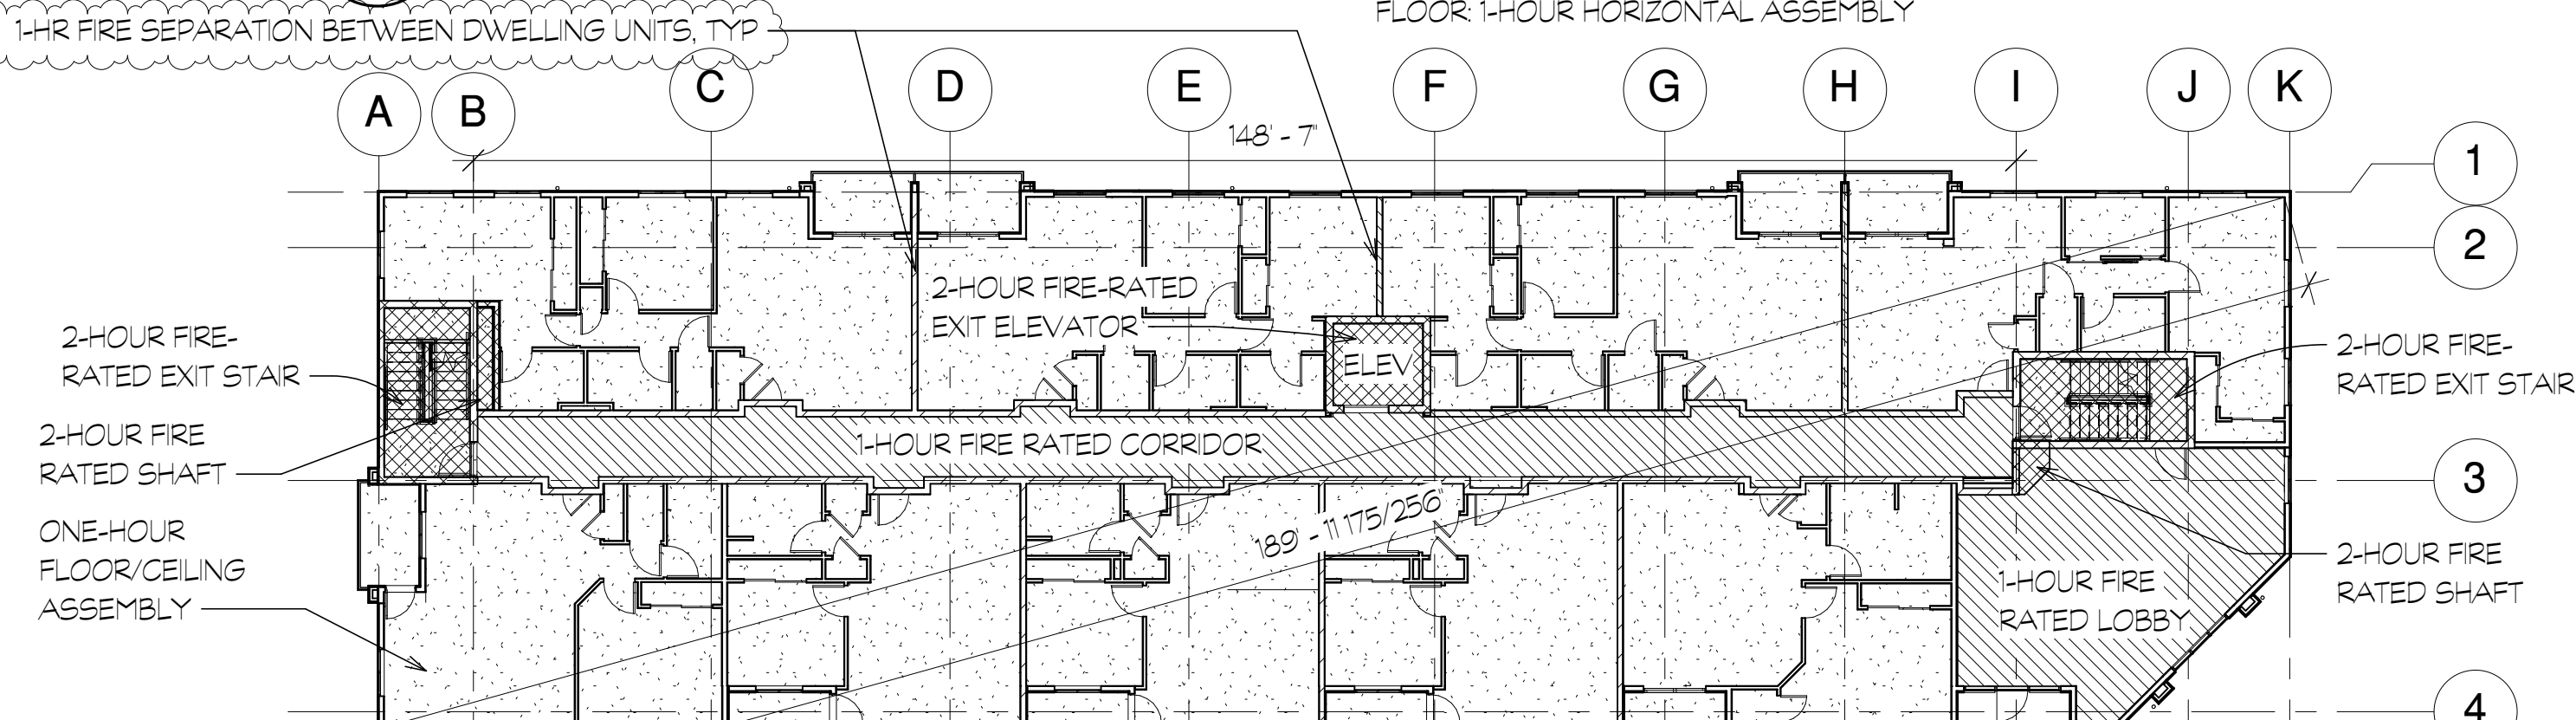 FLOOR: 1-HOUR HORIZONTAL ASSEMBLY
1-HR FIRE SEPARATION BETWEEN DWELLING UNITS, TYP
A
B
C
D
E
F
G
H
I
J
K
148' - 7"
1
2
2-HOUR FIRE-RATED
EXIT ELEVATOR
ELEV
2-HOUR FIRE-
RATED EXIT STAIR
2-HOUR FIRE-
RATED EXIT STAIR
2-HOUR FIRE
RATED SHAFT
1-HOUR FIRE RATED CORRIDOR
3
189' - 11 175/256"
ONE-HOUR
FLOOR/CEILING
ASSEMBLY
1-HOUR FIRE
RATED LOBBY
2-HOUR FIRE
RATED SHAFT
4